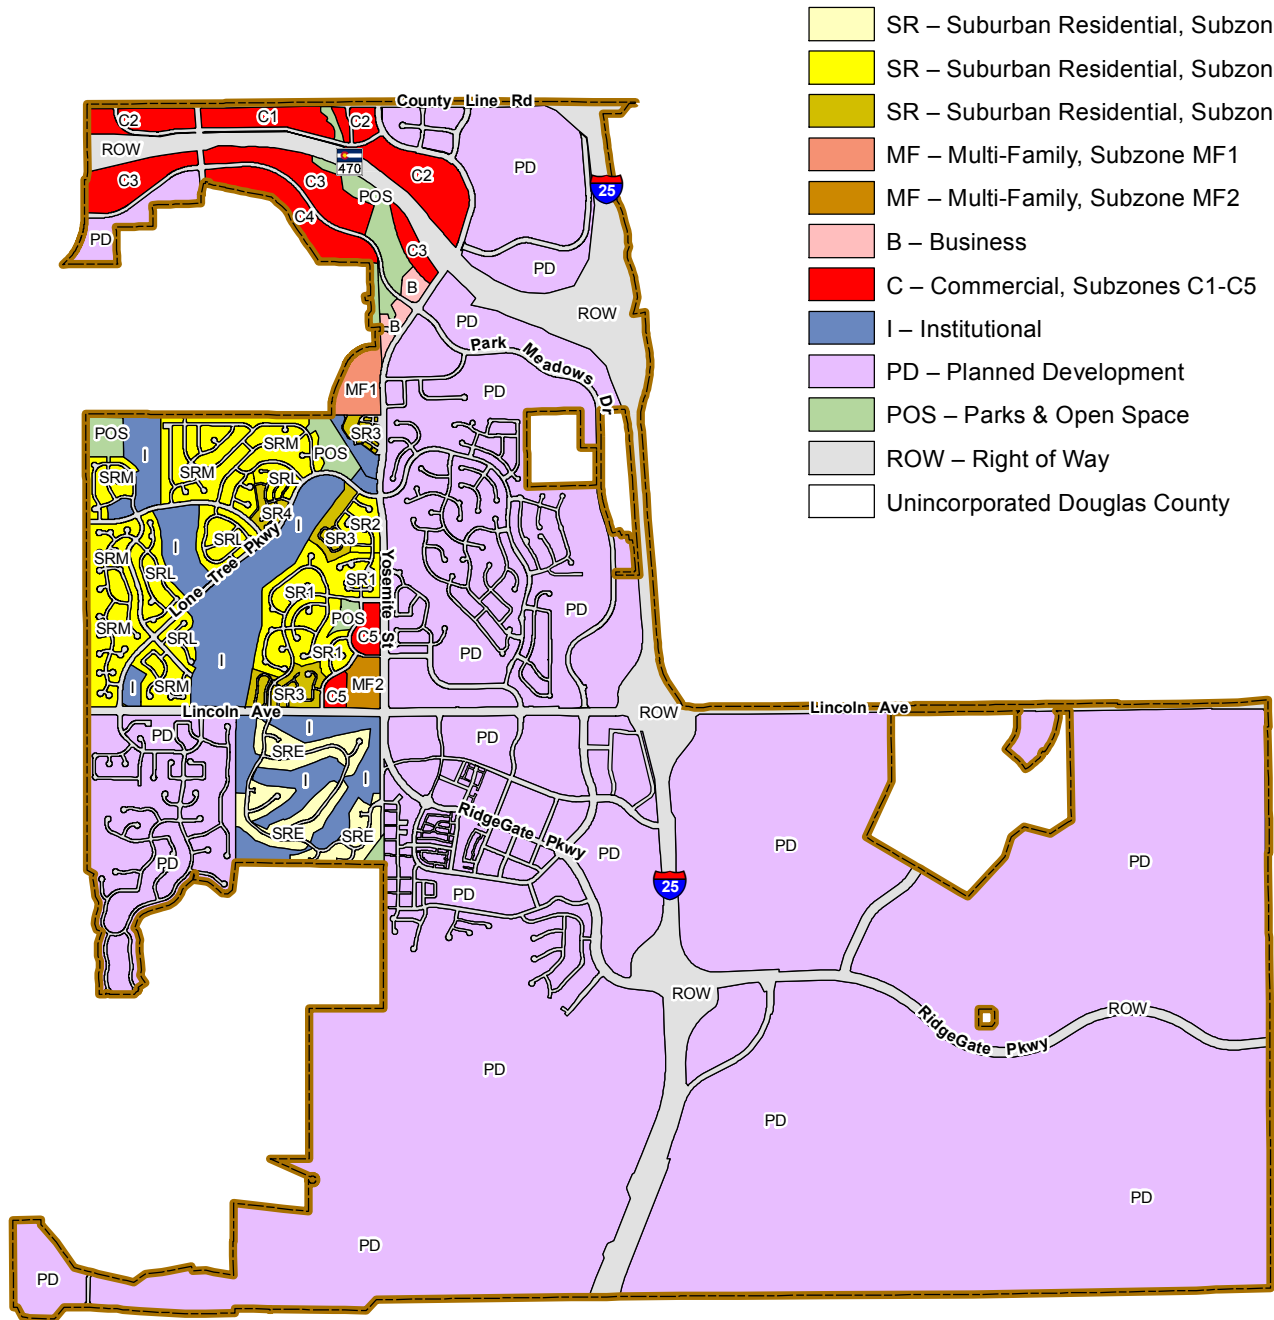 SR – Suburban Residential, Subzon
SR – Suburban Residential, Subzon
SR – Suburban Residential, Subzon
MF – Multi-Family, Subzone MF1
MF – Multi-Family, Subzone MF2
B – Business
C – Commercial, Subzones C1-C5
I – Institutional
PD – Planned Development
POS – Parks & Open Space
ROW – Right of Way
Unincorporated Douglas County
County Line Rd
C2
C1
C2
ROW
470
C3
C3
C2
PD
25
POS
C4
PD
C3
PD
B
ROW
B
PD
Park Meadows Dr
MF1
PD
POS
SRM
SR3
I
SRM
POS
SRM
SRL
SR4
I
SR2
SRL
SR3
I
Lone Tree Pkwy
Yosemite St
SRM
SRL
SR1
SR1
PD
POS
SRM
SRL
C5
I
SR1
PD
I
SRM
SR3
C5
MF2
Lincoln Ave
ROW
Lincoln Ave
PD
I
PD
SRE
I
I
RidgeGate Pkwy
SRE
SRE
PD
PD
PD
PD
25
PD
ROW
RidgeGate Pkwy
ROW
PD
PD
PD
PD
PD